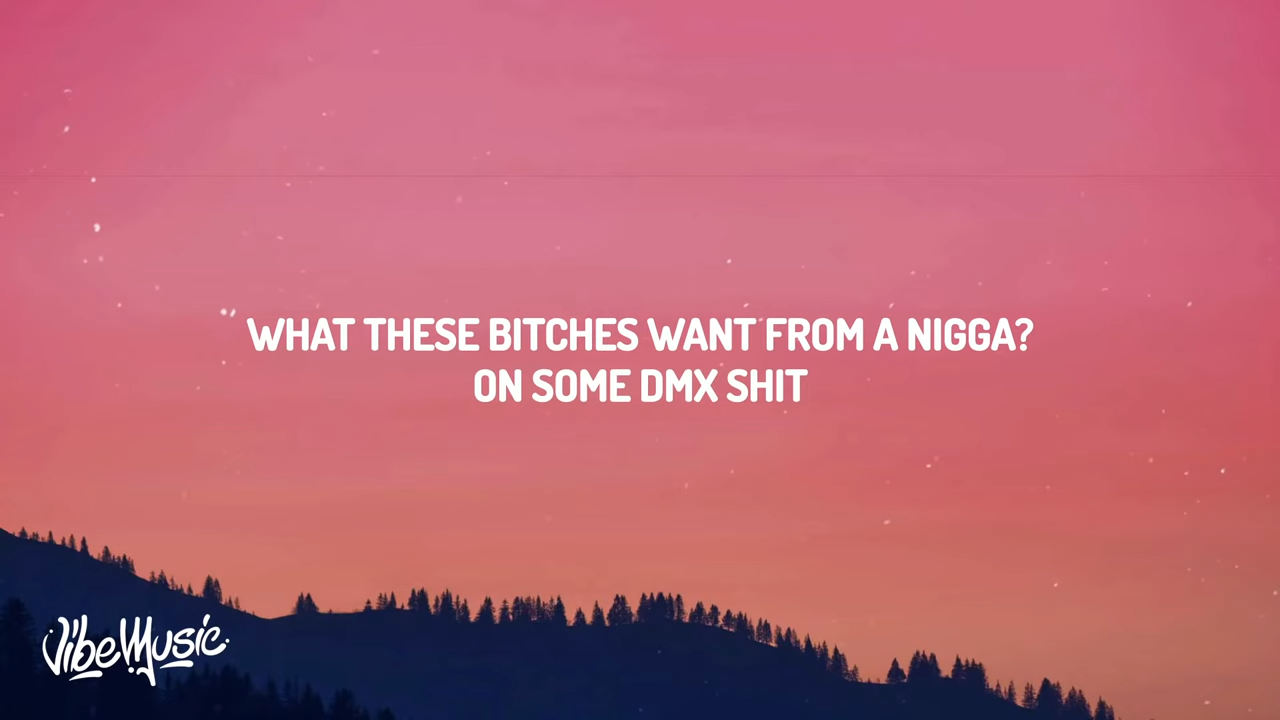 WHAT THESE BITCHES WANT FROM A NIGGA?
ON SOME DMX SHIT
VibeMusic